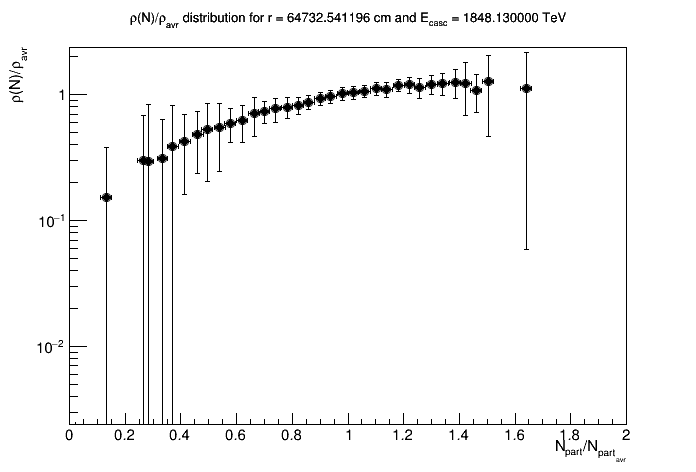 ρ(N)/ρavr distribution for r = 64732.541196 cm and Ecasc = 1848.130000 TeV
ρ(N)/ρavr
1
10⁻¹
10⁻²
0 0.2 0.4 0.6 0.8 1 1.2 1.4 1.6 1.8 2
Npart/Npartavr